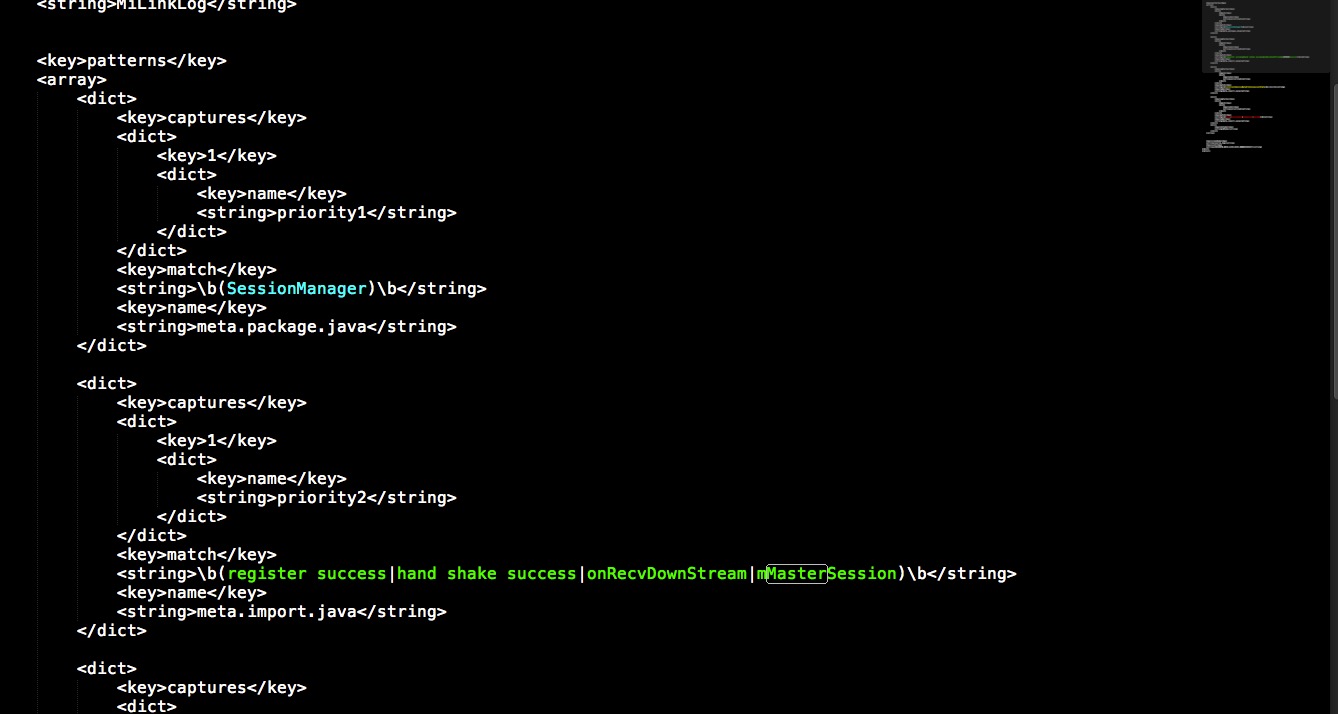 <string>MiLinkLog</string>
<key>patterns</key>
<array>
<dict>
<key>captures</key>
<dict>
<key>1</key>
<dict>
<key>name</key>
<string>priority1</string>
</dict>
</dict>
<key>match</key>
<string>\b(SessionManager)\b</string>
<key>name</key>
<string>meta.package.java</string>
</dict>
<dict>
<key>captures</key>
<dict>
<key>1</key>
<dict>
<key>name</key>
<string>priority2</string>
</dict>
</dict>
<key>match</key>
<string>\b(register success|hand shake success|onRecvDownStream|mMasterSession)\b</string>
<key>name</key>
<string>meta.import.java</string>
</dict>
<dict>
<key>captures</key>
<dict>